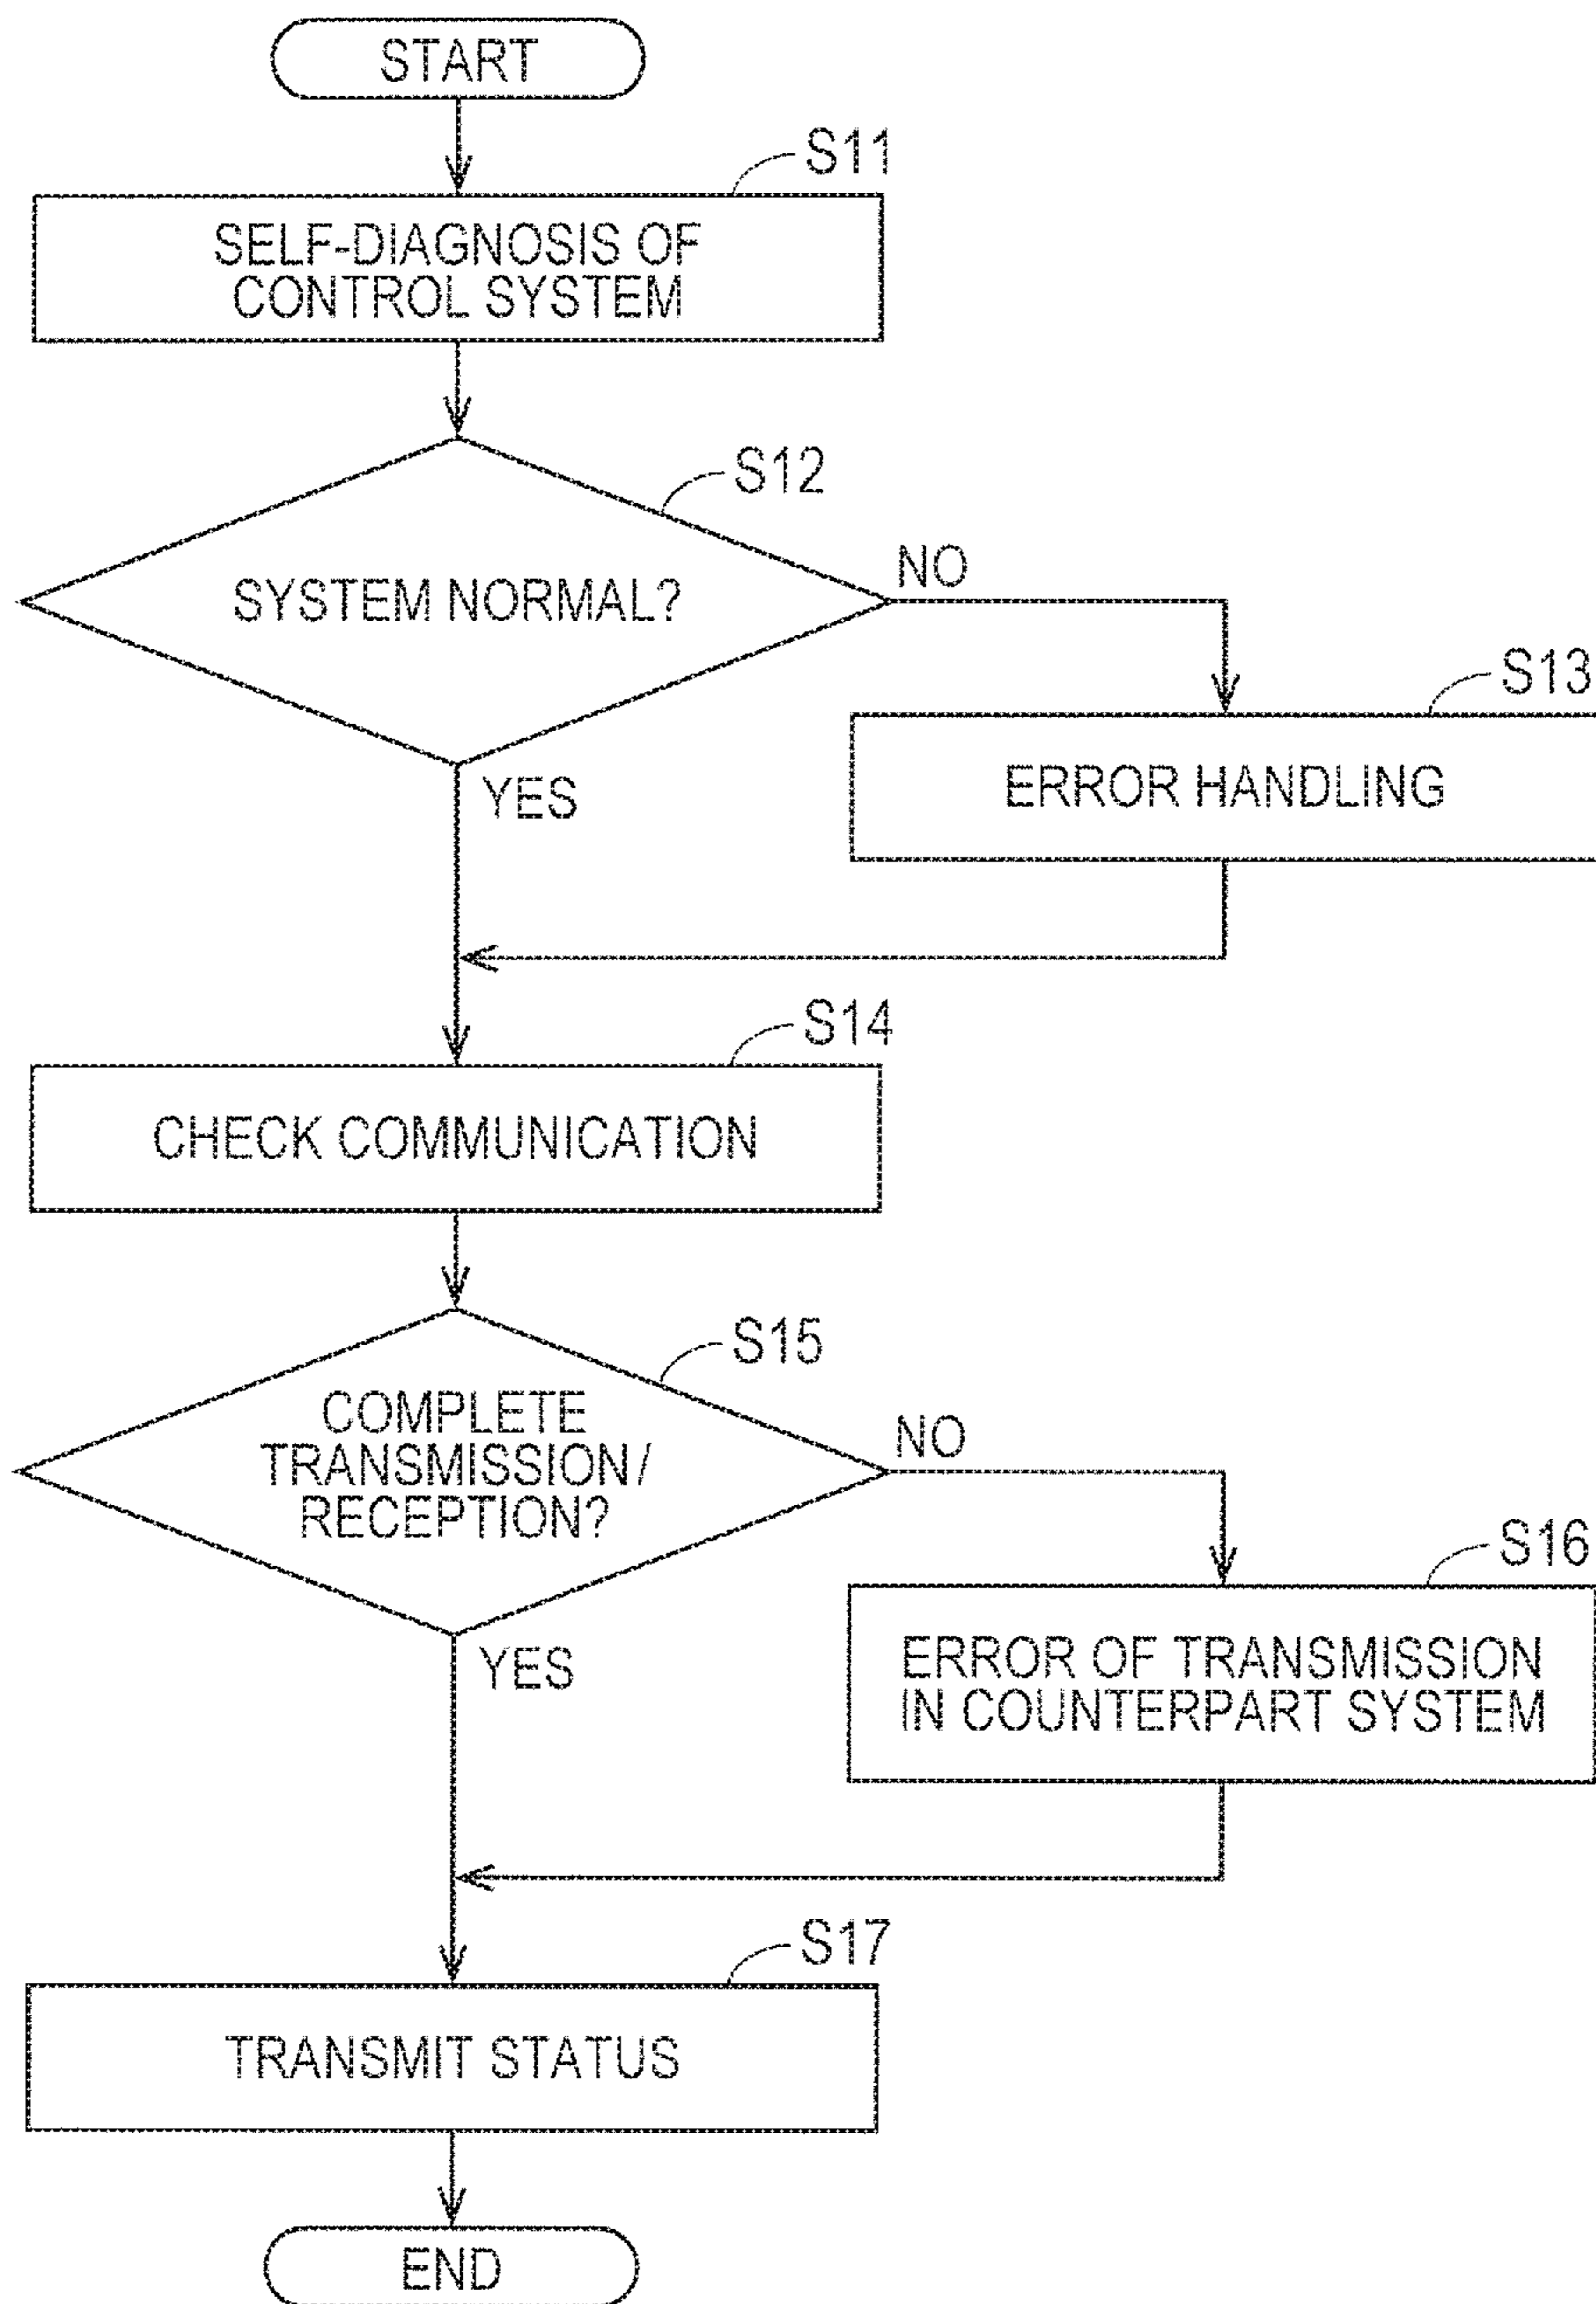 START
S11
SELF-DIAGNOSIS OF
CONTROL SYSTEM
S12
SYSTEM NORMAL?
NO
YES
S13
ERROR HANDLING
S14
CHECK COMMUNICATION
S15
COMPLETE
TRANSMISSION/
RECEPTION?
NO
YES
S16
ERROR OF TRANSMISSION
IN COUNTERPART SYSTEM
S17
TRANSMIT STATUS
END